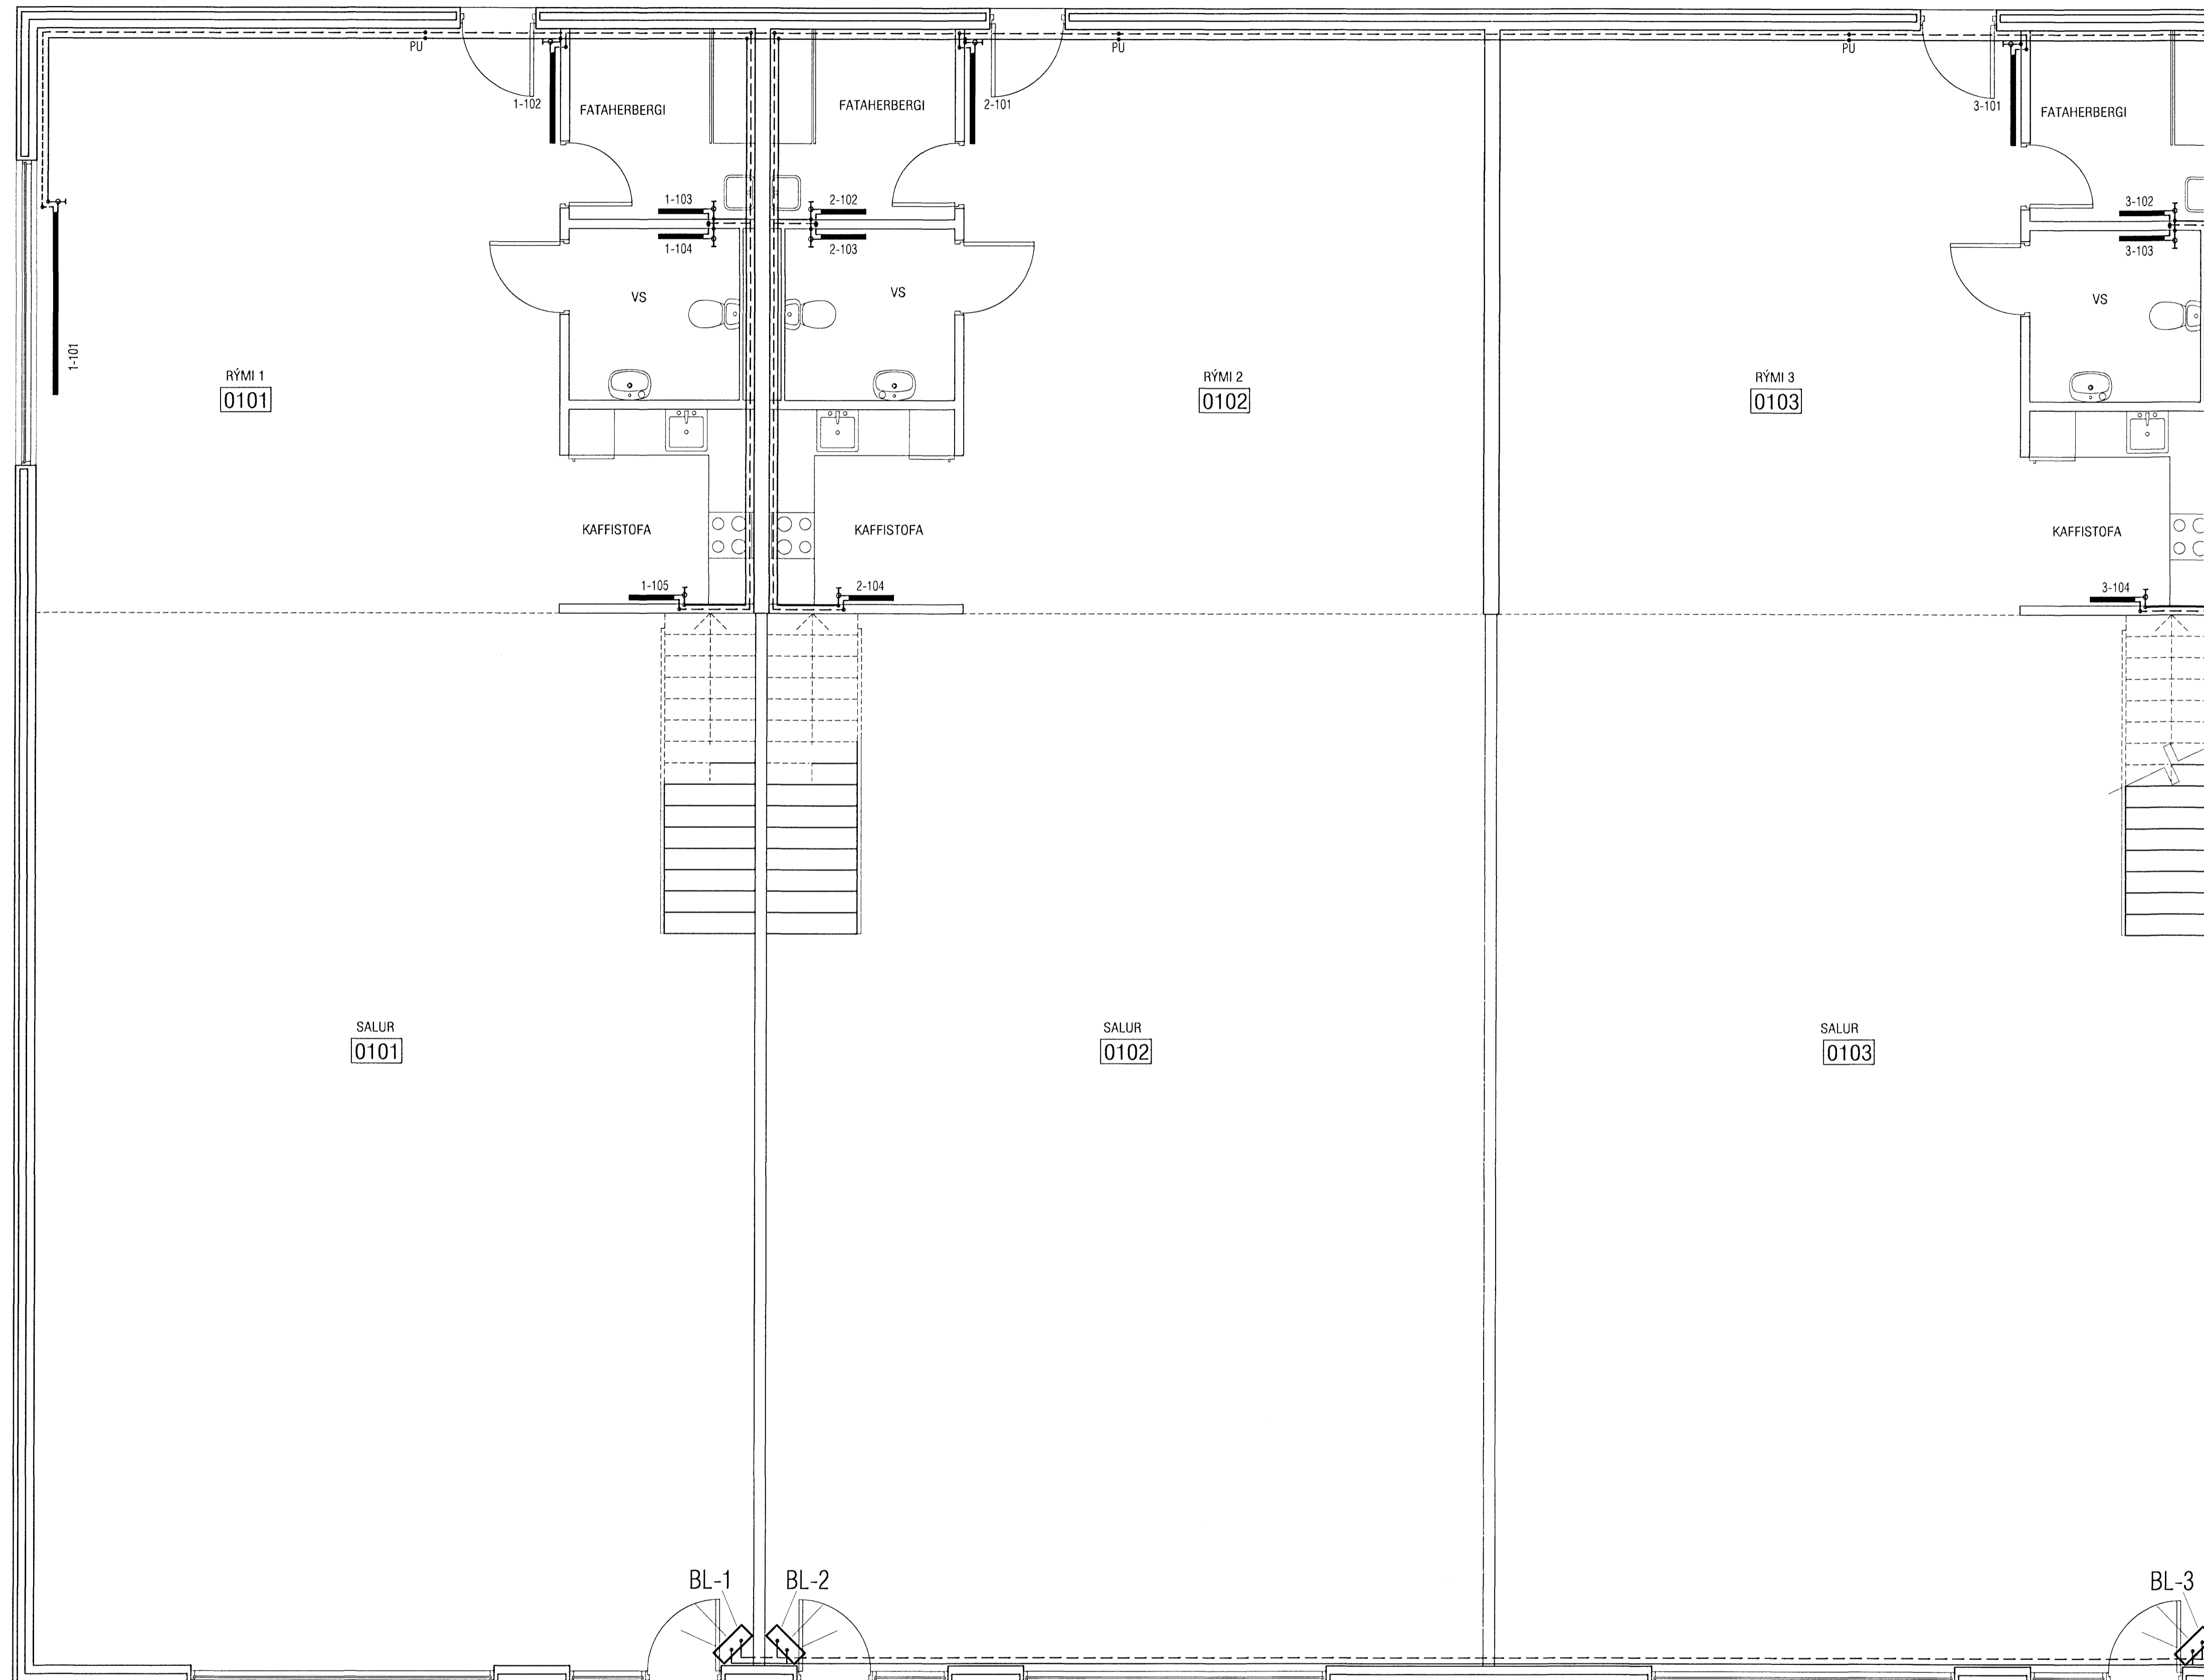 PU
PU
PU
1-102
FATAHERBERGI
FATAHERBERGI
2-101
3-101
FATAHERBERGI
1-103
2-102
3-102
1-104
2-103
3-103
VS
VS
VS
1-101
RÝMI 1
0101
RÝMI 2
0102
RÝMI 3
0103
KAFFISTOFA
KAFFISTOFA
KAFFISTOFA
1-105
2-104
3-104
SALUR
0101
SALUR
0102
SALUR
0103
BL-1
BL-2
BL-3